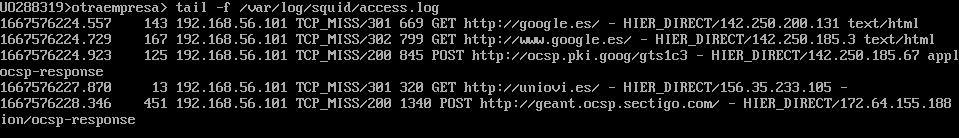 UO288319>otraempresa> tail -f /var/log/squid/access.log
1667576224.557    143 192.168.56.101 TCP_MISS/301 669 GET http://google.es/ - HIER_DIRECT/142.250.200.131 text/html
1667576224.729    167 192.168.56.101 TCP_MISS/302 799 GET http://www.google.es/ - HIER_DIRECT/142.250.185.3 text/html
1667576224.923    125 192.168.56.101 TCP_MISS/200 845 POST http://ocsp.pki.goog/gts1c3 - HIER_DIRECT/142.250.185.67 appl
ocsp-response
1667576227.870     13 192.168.56.101 TCP_MISS/301 320 GET http://uniovi.es/ - HIER_DIRECT/156.35.233.105 -
1667576228.346    451 192.168.56.101 TCP_MISS/200 1340 POST http://geant.ocsp.sectigo.com/ - HIER_DIRECT/172.64.155.188
ion/ocsp-response